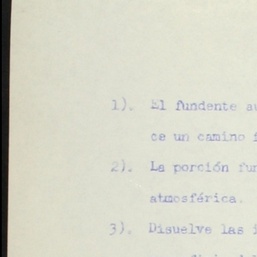 1). El fundente
ce un camino
2). La porción
atmosférica.
3). Disuelve las